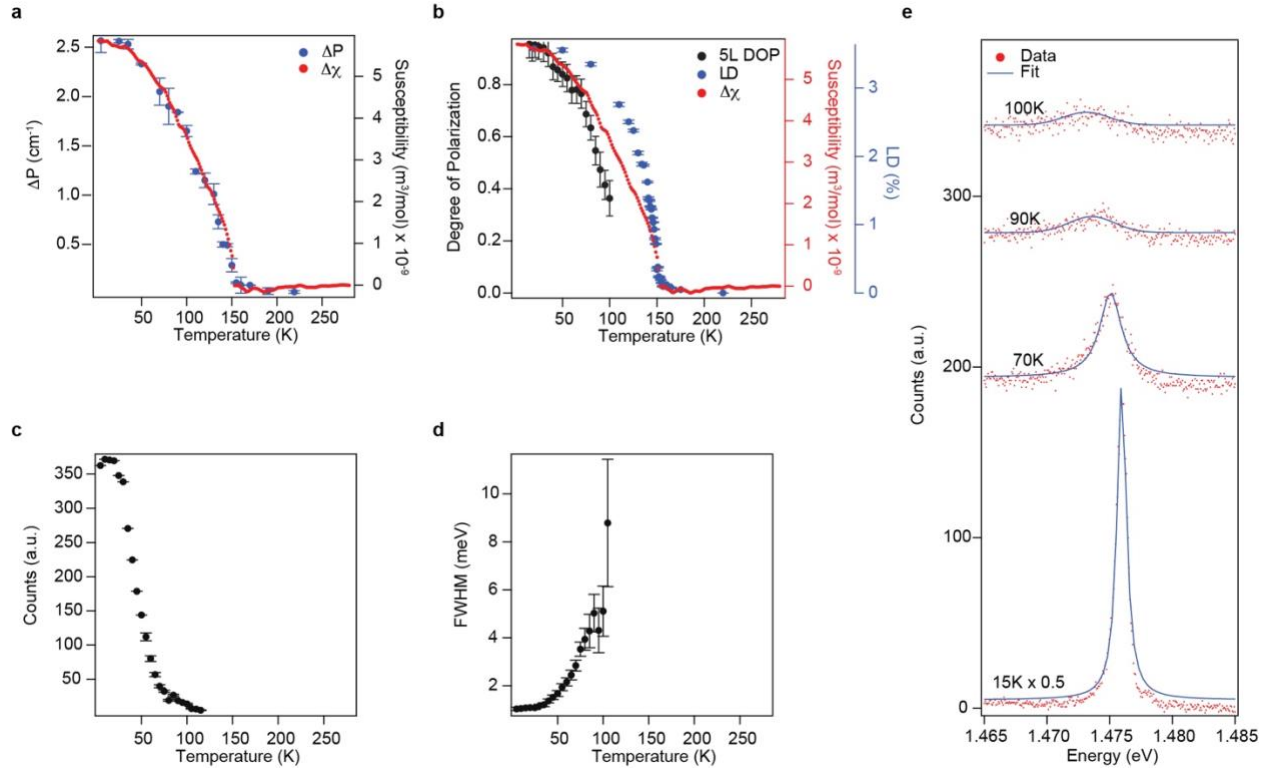 a
2.5
2.0
1.5
1.0
0.5
ΔP (cm⁻¹)
ΔP
Δχ
5
4
3
2
1
0
Susceptibility (m³/mol) x 10⁻⁹
50
100
150
200
250
Temperature (K)
b
0.8
0.6
0.4
0.2
0.0
Degree of Polarization
5L DOP
LD
Δχ
5
4
3
2
1
0
Susceptibility (m³/mol) x 10⁻⁹
3
2
1
0
LD (%)
50
100
150
200
250
Temperature (K)
c
350
300
250
200
150
100
50
Counts (a.u.)
50
100
150
200
250
Temperature (K)
d
10
8
6
4
2
FWHM (meV)
50
100
150
200
250
Temperature (K)
e
Data
Fit
100K
90K
70K
15K x 0.5
300
200
100
0
Counts (a.u.)
1.465
1.470
1.475
1.480
1.485
Energy (eV)